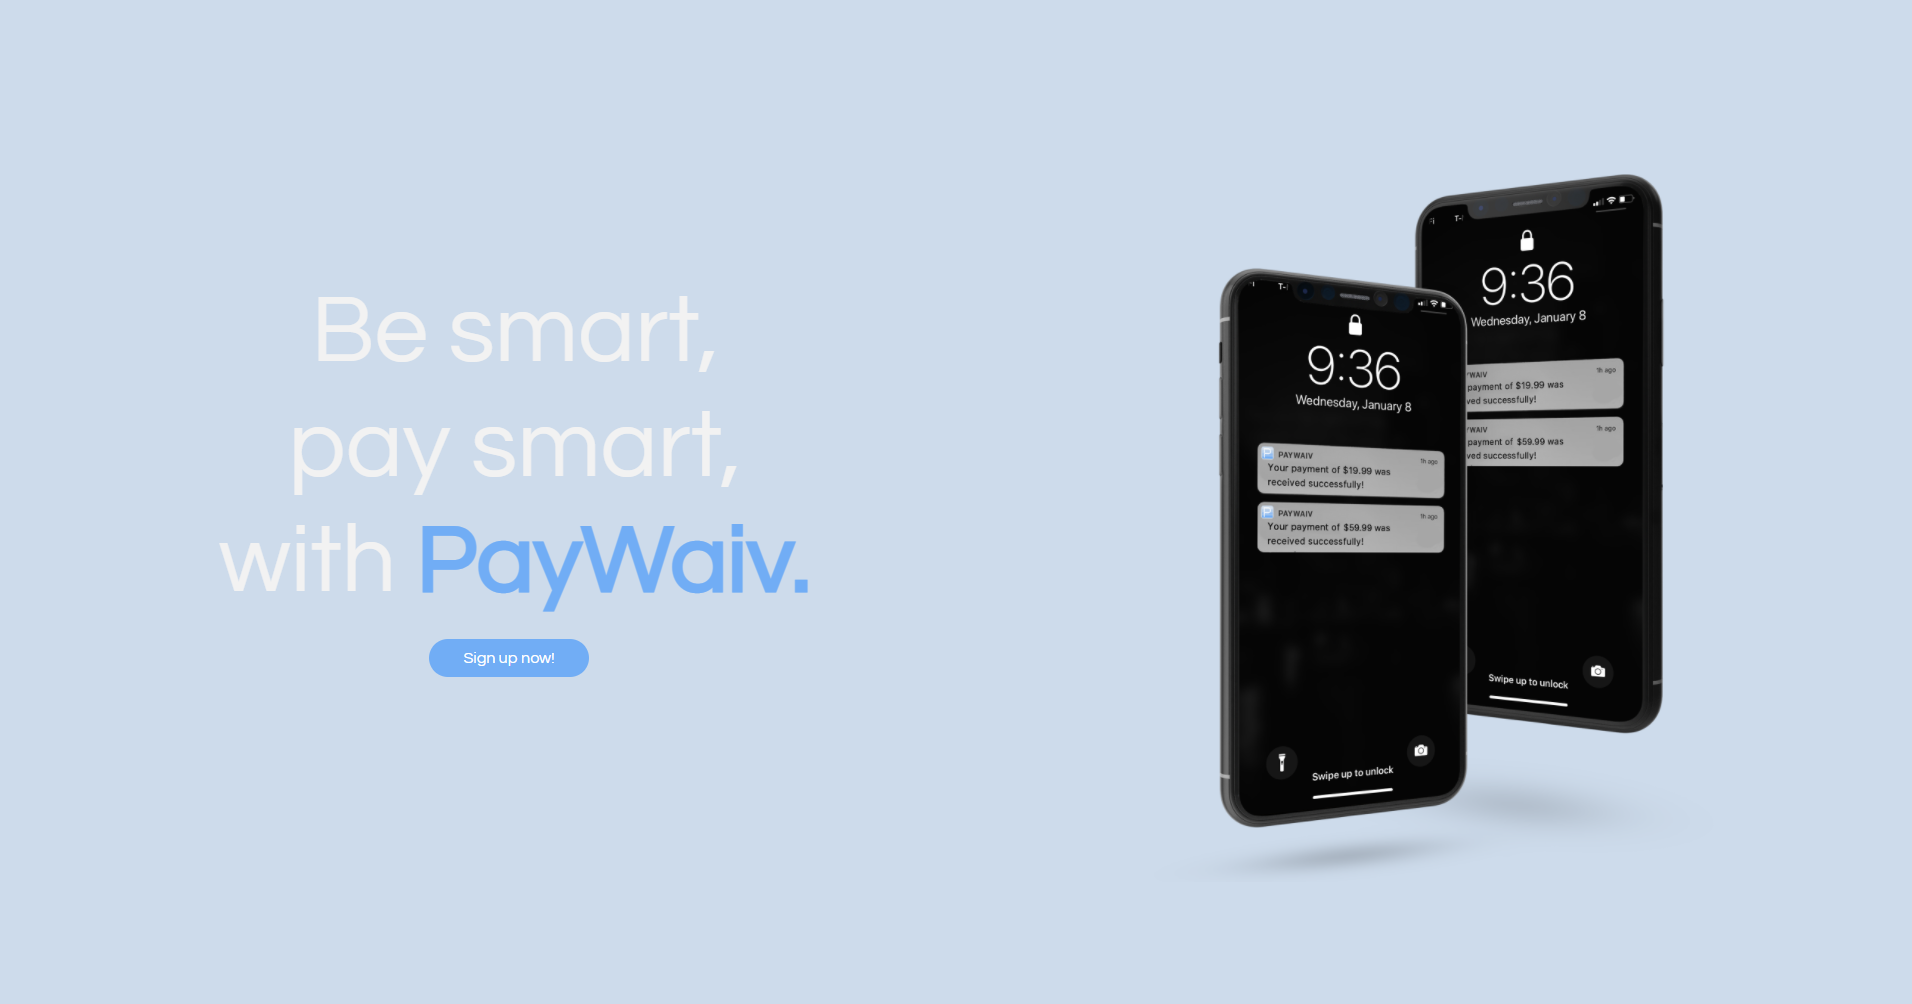 Be smart,
pay smart,
with PayWaiv.
Sign up now!
9:36
Wednesday, January 8
PAYWAIV
1h ago
Your payment of $19.99 was
received successfully!
PAYWAIV
1h ago
Your payment of $59.99 was
received successfully!
Swipe up to unlock
9:36
Wednesday, January 8
1h ago
payment of $19.99 was
successfully!
1h ago
payment of $59.99 was
successfully!
Swipe up to unlock